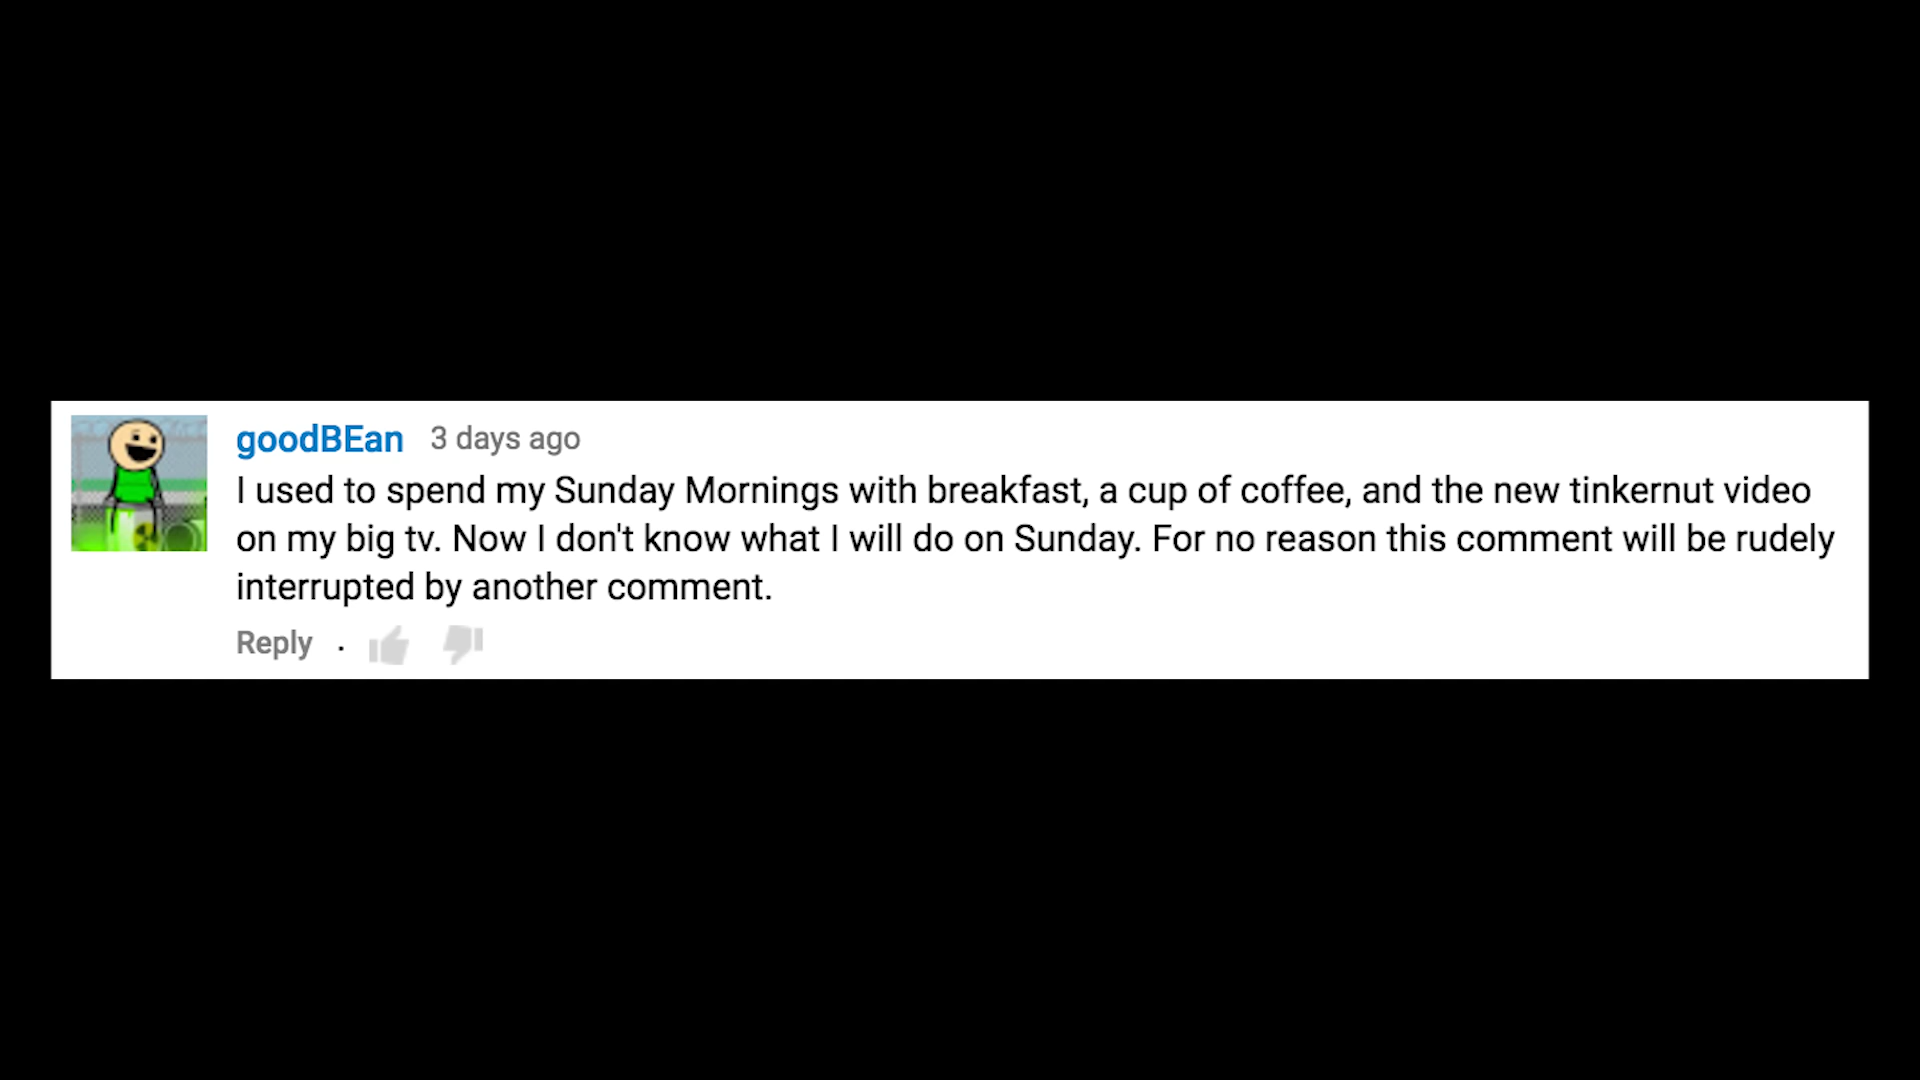 goodBEan 3 days ago
I used to spend my Sunday Mornings with breakfast, a cup of coffee, and the new tinkernut video
on my big tv. Now I don't know what I will do on Sunday. For no reason this comment will be rudely
interrupted by another comment.
Reply .